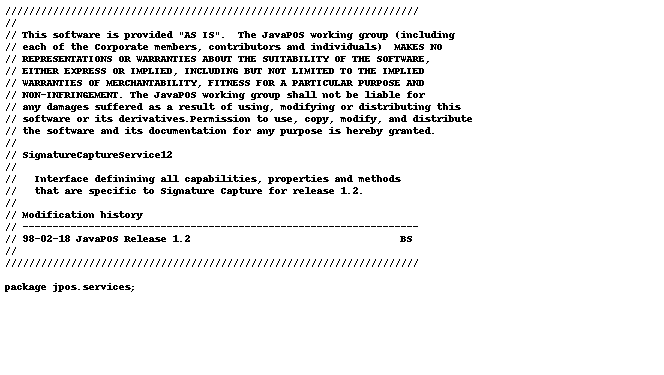 //////////////////////////////////////////////////////////////////////
//
// This software is provided "AS IS".  The JavaPOS working group (including
// each of the Corporate members, contributors and individuals)  MAKES NO
// REPRESENTATIONS OR WARRANTIES ABOUT THE SUITABILITY OF THE SOFTWARE,
// EITHER EXPRESS OR IMPLIED, INCLUDING BUT NOT LIMITED TO THE IMPLIED
// WARRANTIES OF MERCHANTABILITY, FITNESS FOR A PARTICULAR PURPOSE AND
// NON-INFRINGEMENT. The JavaPOS working group shall not be liable for
// any damages suffered as a result of using, modifying or distributing this
// software or its derivatives.Permission to use, copy, modify, and distribute
// the software and its documentation for any purpose is hereby granted.
//
// SignatureCaptureService12
//
//   Interface definining all capabilities, properties and methods
//   that are specific to Signature Capture for release 1.2.
//
// Modification history
// ------------------------------------------------------------------
// 98-02-18 JavaPOS Release 1.2                                   BS
//
//////////////////////////////////////////////////////////////////////

package jpos.services;